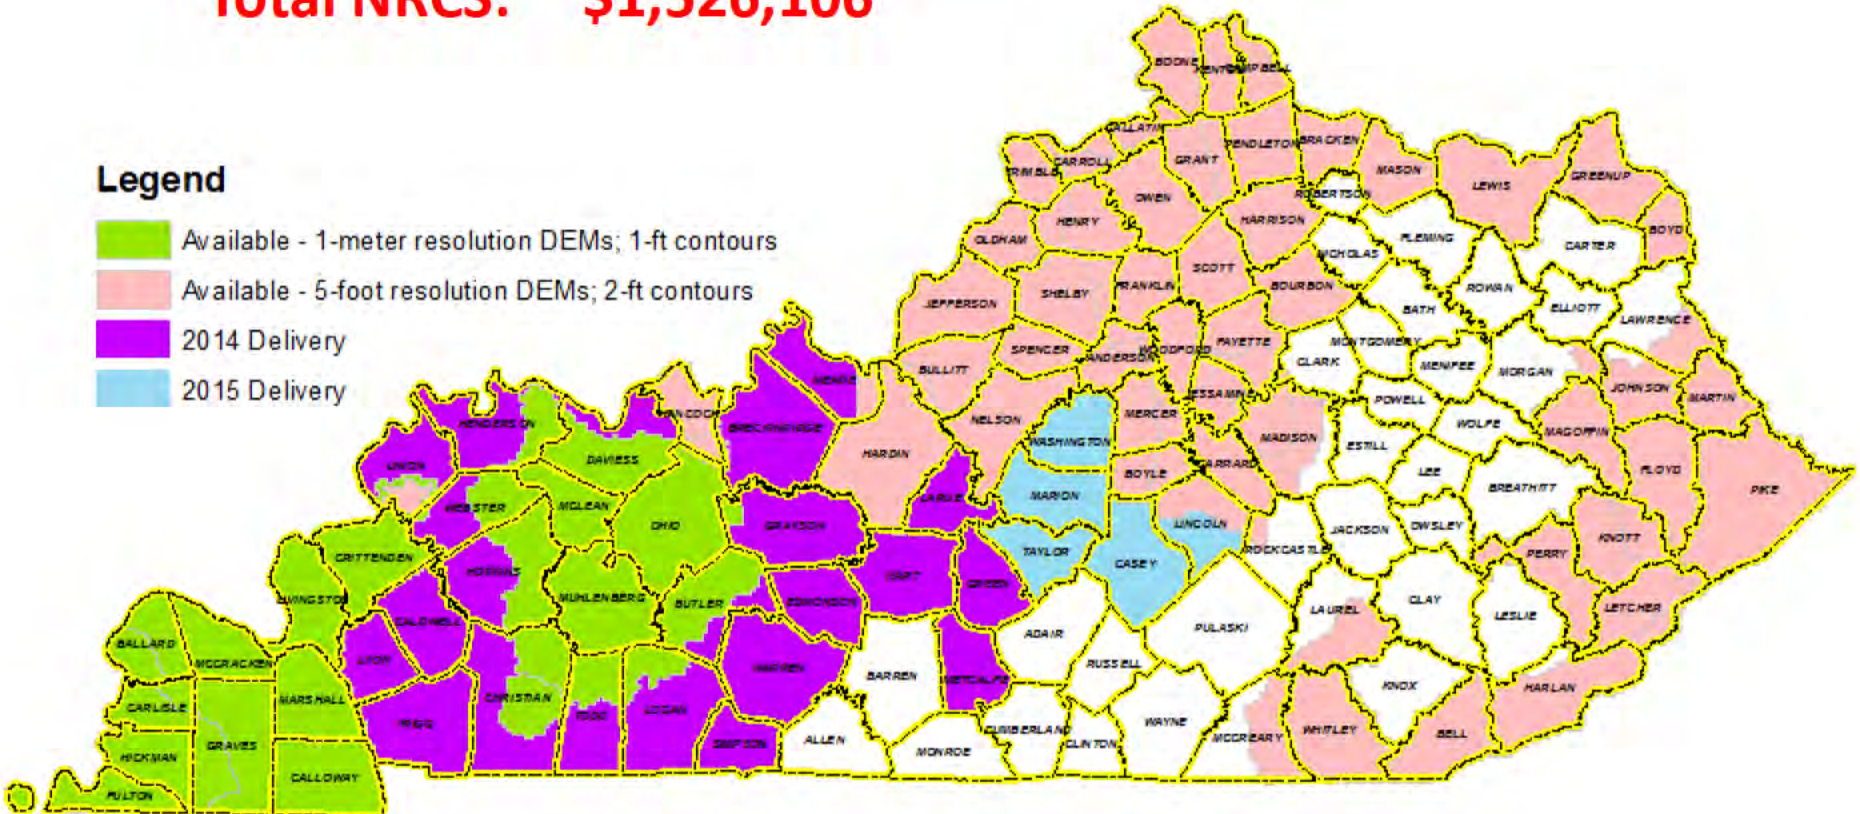 Total NRCS: $1,526,106
Legend
Available - 1-meter resolution DEMs; 1-ft contours
Available - 5-foot resolution DEMs; 2-ft contours
2014 Delivery
2015 Delivery
BOONE
CAMPBELL
GALLATIN
GRANT
PENDLETON
BRACKEN
TRIMBLE
CARROLL
MASON
LEWIS
GREENUP
OWEN
ROBERTSON
HENRY
HARRISON
OLDHAM
FLEMING
BOYD
CARTER
NICHOLAS
SCOTT
SHELBY
FRANKLIN
BOURBON
ROWAN
JEFFERSON
BATH
ELLIOTT
LAWRENCE
SPENCER
ANDERSON
WOODFORD
FAYETTE
MONTGOMERY
CLARK
MENIFEE
MORGAN
BULLITT
MEADE
JOHNSON
MARTIN
JESSAMINE
POWELL
HANCOCK
NELSON
MERCER
HENDERSON
BRECKINRIDGE
WASHINGTON
MADISON
WOLFE
MAGOFFIN
ESTILL
HARDIN
DAVIESS
UNION
BOYLE
GARRARD
LEE
FLOYD
BREATHITT
PIKE
MARION
LARUE
WEBSTER
MCLEAN
OHIO
GRAYSON
LINCOLN
JACKSON
OWSLEY
KNOTT
TAYLOR
ROCKCASTLE
PERRY
CRITTENDEN
CASEY
HOPKINS
HART
GREEN
LIVINGSTON
MUHLENBERG
BUTLER
EDMONSON
LAUREL
CLAY
LESLIE
LETCHER
CALDWELL
PULASKI
ADAIR
BALLARD
MCCRACKEN
LYON
WARREN
BARREN
METCALFE
RUSSELL
KNOX
HARLAN
MARSHALL
CHRISTIAN
CARLISLE
TRIGG
TODD
LOGAN
SIMPSON
ALLEN
MONROE
CUMBERLAND
CLINTON
WAYNE
MCCREARY
WHITLEY
BELL
GRAVES
HICKMAN
CALLOWAY
FULTON